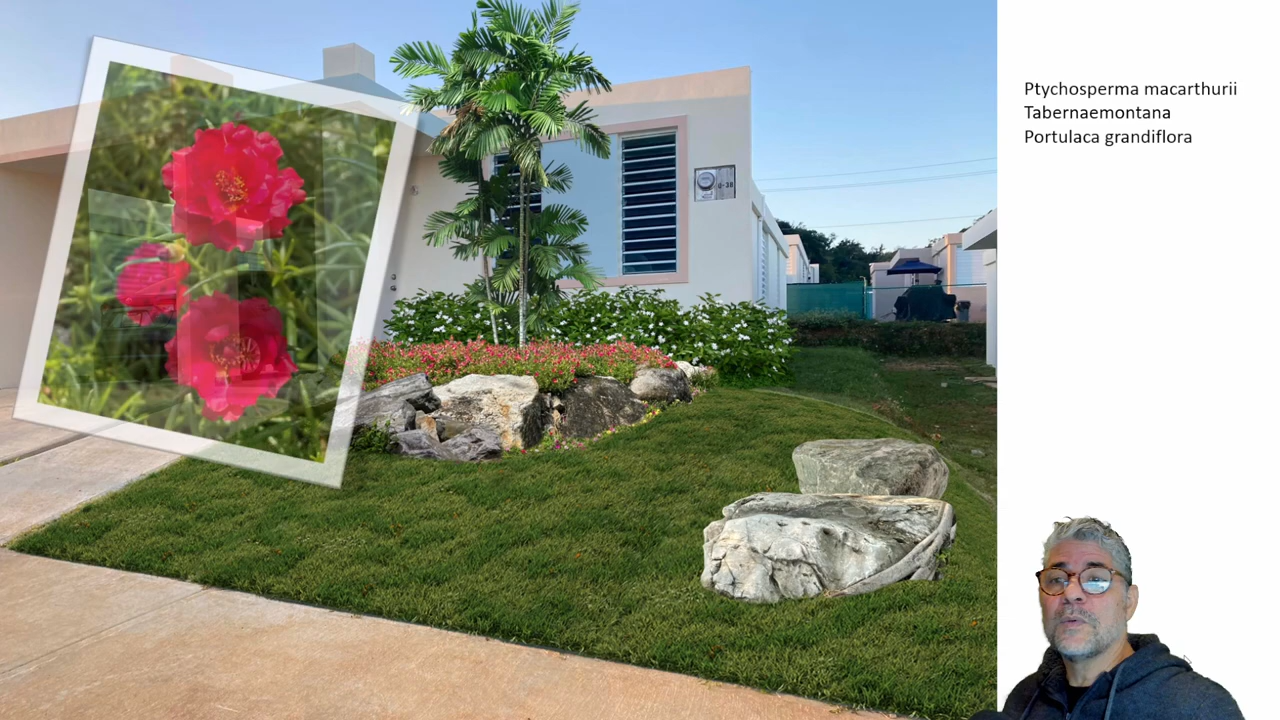 Ptychosperma macarthurii
Tabernaemontana
Portulaca grandiflora